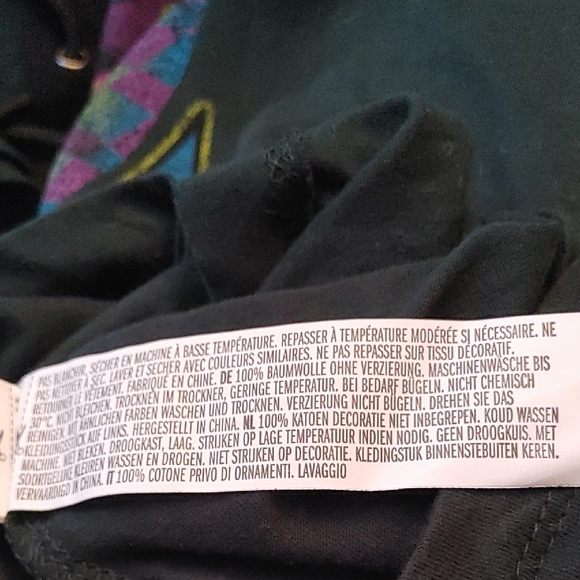 PAS BLANCHIR, SÉCHER EN MACHINE À BASSE TEMPÉRATURE. REPASSER À TEMPÉRATURE MODÉRÉE SI NÉCESSAIRE. NE
PAS NETTOYER À SEC. LAVER ET SECHER AVEC COULEURS SIMILAIRES. NE PAS REPASSER SUR TISSU DÉCORATIF.
RETOURNER LE VÊTEMENT. FABRIQUÉ EN CHINE. DE 100% BAUMWOLLE OHNE VERZIERUNG. MASCHINENWÄSCHE BIS
30°C. NICHT BLEICHEN. TROCKNEN IM TROCKNER, GERINGE TEMPERATUR. BEI BEDARF BÜGELN. NICHT CHEMISCH
REINIGEN. MIT ÄHNLICHEN FARBEN WASCHEN UND TROCKNEN. VERZIERUNG NICHT BÜGELN. DREHEN SIE DAS
KLEIDUNGSSTÜCK AUF LINKS. HERGESTELLT IN CHINA. NL 100% KATOEN DECORATIE NIET INBEGREPEN. KOUD WASSEN
MACHINE. NIET BLEKEN. DROOGKAST, LAAG. STRIJKEN OP LAGE TEMPERATUUR INDIEN NODIG. GEEN DROOGKUIS. MET
SOORTGELIJKE KLEUREN WASSEN EN DROGEN. NIET STRIJKEN OP DECORATIE. KLEDINGSTUK BINNENSTEBUITEN KEREN.
VERVAARDIGD IN CHINA. IT 100% COTONE PRIVO DI ORNAMENTI. LAVAGGIO